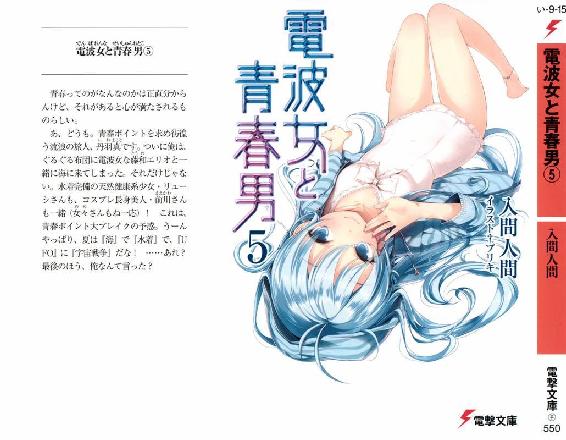 電波女と青春男⑤
青春ってのがなんなのかは正直分から
んけど、それがあると心が満たされるも
のらしい。
あ、どうも。青春ポイントを求め彷徨
う流浪の旅人、丹羽真です。ついに俺は、
ぐるぐる布団に電波女な藤和エリオと一
緒に海に来てしまった。それだけじゃな
い。水着完備の天然健康系少女・リュー
シさんも、コスプレ長身美人・前川さん
も一緒（女々さんもね一応）！　これは、
青春ポイント大ブレイクの予感。うーん
やっぱり、夏は『海』で『水着』で、『U
FO』に『宇宙戦争』だな！　……あれ？
最後のほう、俺なんて言った？
電波女と
青春男
5
入間人間
イラスト＋ブリキ
電撃文庫
い-9-15
電波女と青春男⑤
入間人間
電撃文庫
550